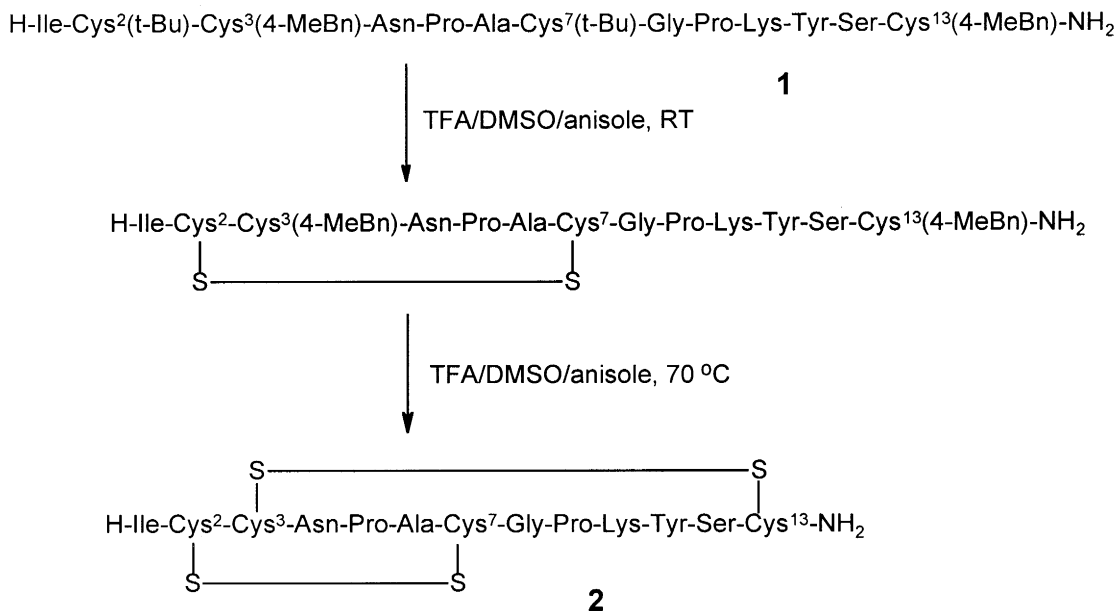 H-Ile-Cys²(t-Bu)-Cys³(4-MeBn)-Asn-Pro-Ala-Cys⁷(t-Bu)-Gly-Pro-Lys-Tyr-Ser-Cys¹³(4-MeBn)-NH₂
1
TFA/DMSO/anisole, RT
H-Ile-Cys²-Cys³(4-MeBn)-Asn-Pro-Ala-Cys⁷-Gly-Pro-Lys-Tyr-Ser-Cys¹³(4-MeBn)-NH₂
S S
TFA/DMSO/anisole, 70 °C
S S
H-Ile-Cys²-Cys³-Asn-Pro-Ala-Cys⁷-Gly-Pro-Lys-Tyr-Ser-Cys¹³-NH₂
S S
2